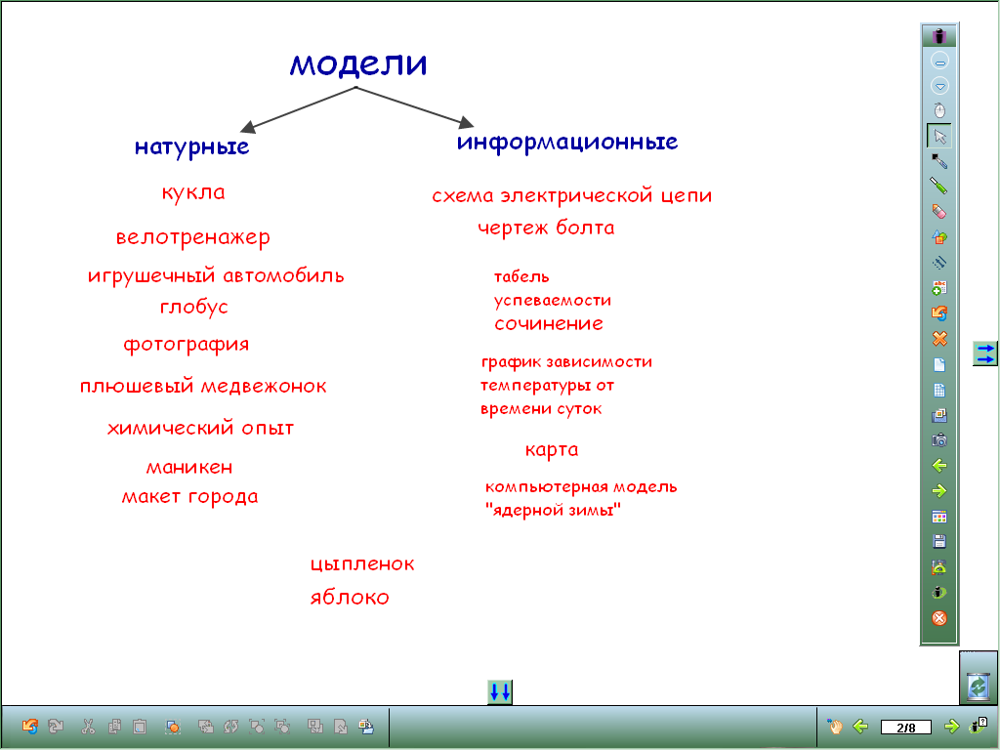 модели
натурные
информационные
кукла
велотренажер
игрушечный автомобиль
глобус
фотография
плюшевый медвежонок
химический опыт
маникен
макет города
схема электрической цепи
чертеж болта
табель
успеваемости
сочинение
график зависимости
температуры от
времени суток
карта
компьютерная модель
"ядерной зимы"
цыпленок
яблоко
2/8